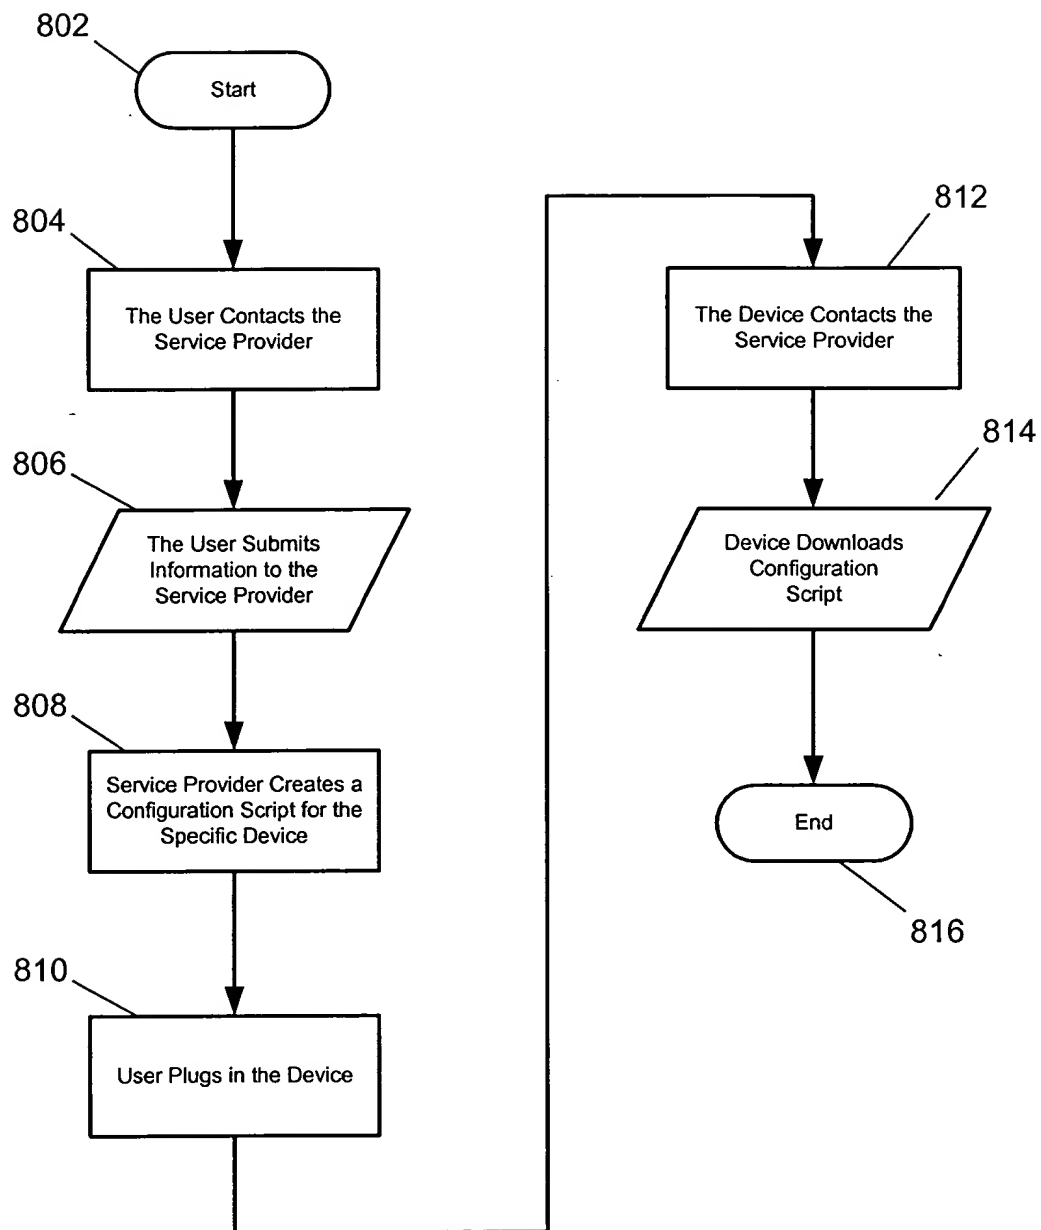 802
Start
804
The User Contacts the
Service Provider
806
The User Submits
Information to the
Service Provider
808
Service Provider Creates a
Configuration Script for the
Specific Device
810
User Plugs in the Device
812
The Device Contacts the
Service Provider
814
Device Downloads
Configuration
Script
End
816